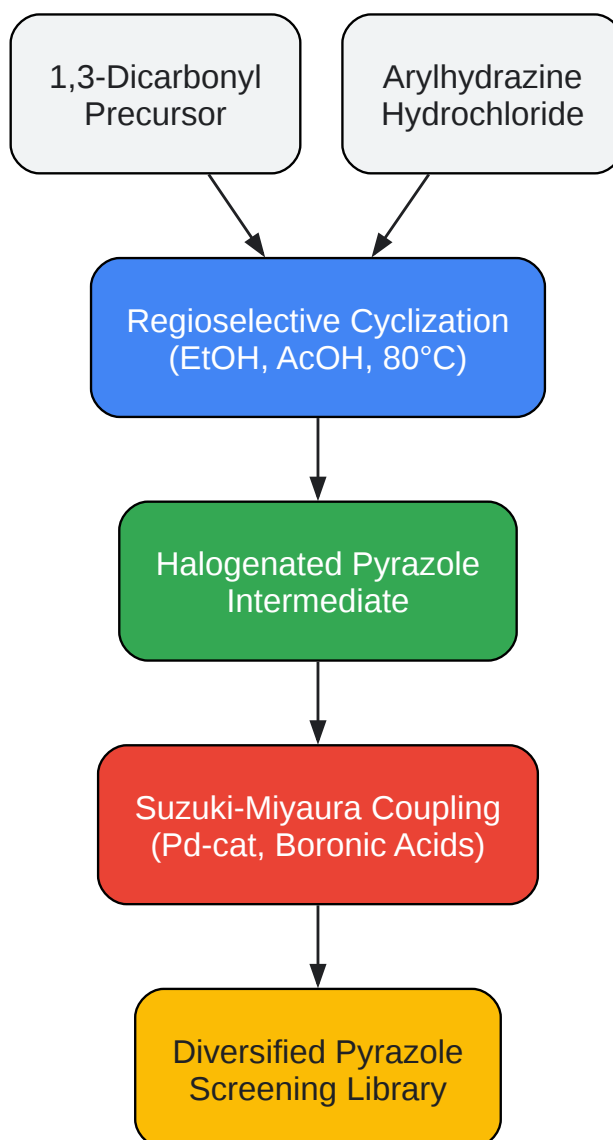 1,3-Dicarbonyl
Precursor
Arylhydrazine
Hydrochloride
Regioselective Cyclization
(EtOH, AcOH, 80°C)
Halogenated Pyrazole
Intermediate
Suzuki-Miyaura Coupling
(Pd-cat, Boronic Acids)
Diversified Pyrazole
Screening Library